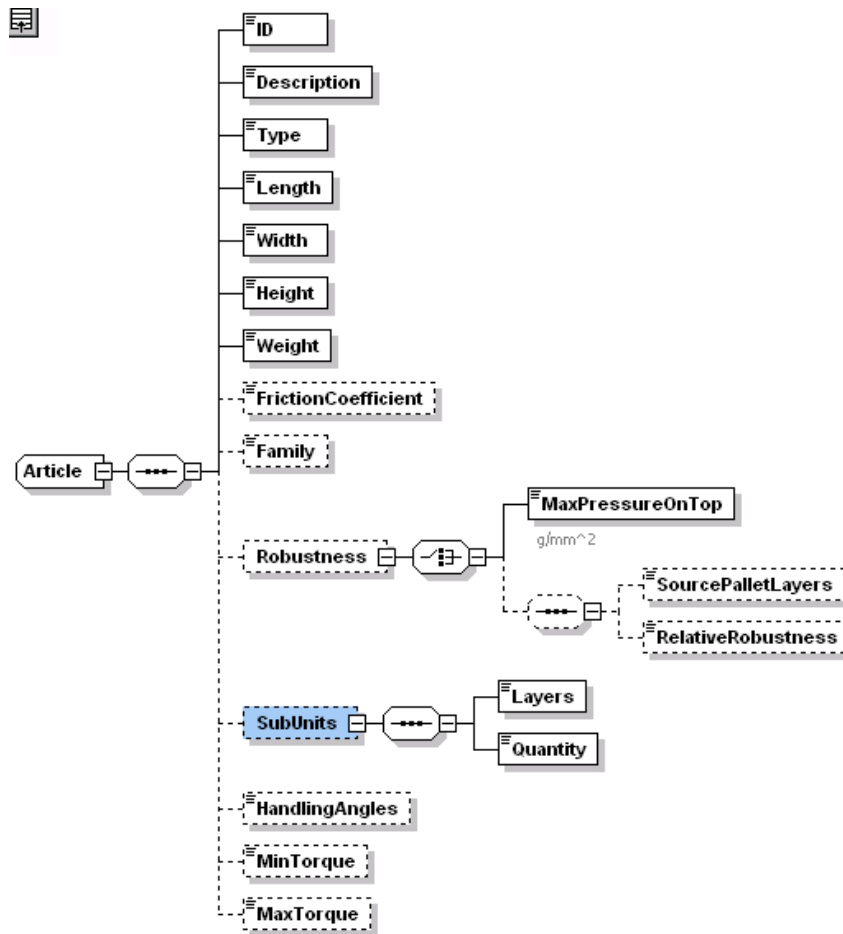 ID
Description
Type
Length
Width
Height
Weight
FrictionCoefficient
Family
Article
Robustness
MaxPressureOnTop
g/mm^2
SourcePalletLayers
RelativeRobustness
SubUnits
Layers
Quantity
HandlingAngles
MinTorque
MaxTorque